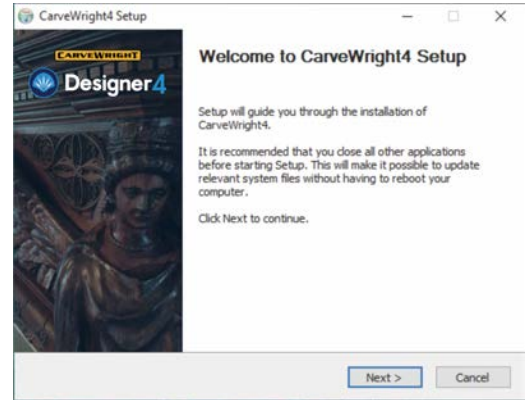 CarveWright4 Setup
CARVEWRIGHT
Designer4
Welcome to CarveWright4 Setup
Setup will guide you through the installation of
CarveWright4.
It is recommended that you close all other applications
before starting Setup. This will make it possible to update
relevant system files without having to reboot your
computer.
Click Next to continue.
Next >
Cancel